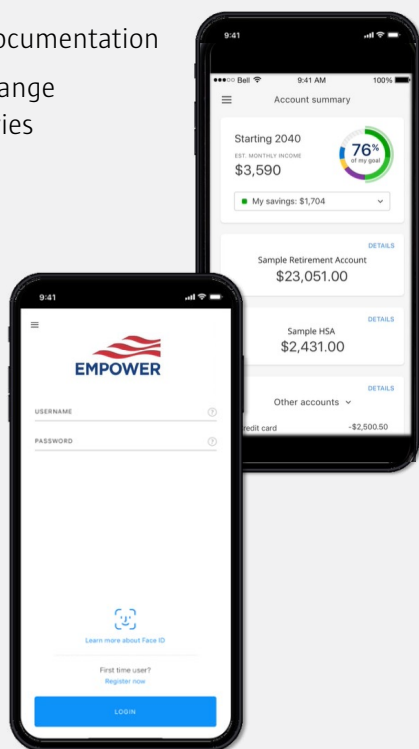 ocumentation
ange
ies
9:41
Bell 9:41 AM 100%
Account summary
Starting 2040
EST. MONTHLY INCOME
$3,590
76%
of my goal
My savings: $1,704
DETAILS
Sample Retirement Account
$23,051.00
DETAILS
Sample HSA
$2,431.00
DETAILS
Other accounts
redit card -$2,500.50
9:41
EMPOWER
USERNAME
PASSWORD
Learn more about Face ID
First time user?
Register now
LOGIN